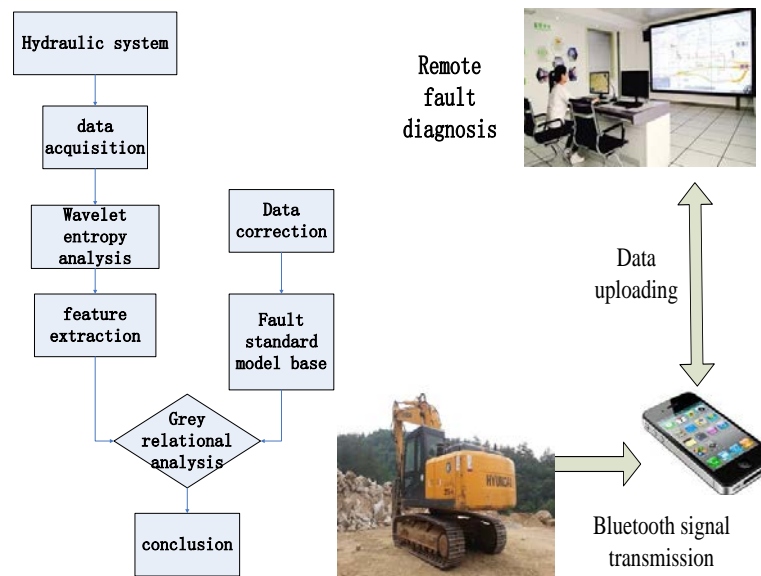 Hydraulic system
data
acquisition
Wavelet
entropy
analysis
feature
extraction
Data
correction
Fault
standard
model base
Grey
relational
analysis
conclusion
Remote
fault
diagnosis
Data
uploading
HYUNDAI
Bluetooth signal
transmission